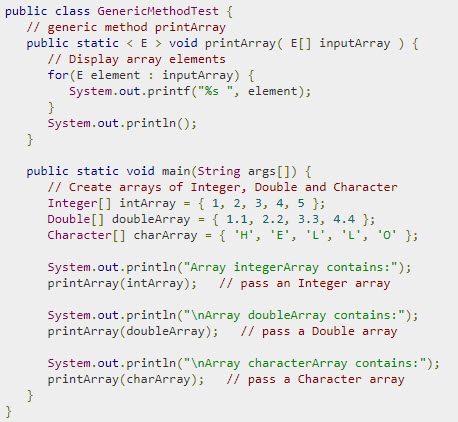 public class GenericMethodTest {
   // generic method printArray
   public static < E > void printArray( E[] inputArray ) {
      // Display array elements
      for(E element : inputArray) {
         System.out.printf("%s ", element);
      }
      System.out.println();
   }

   public static void main(String args[]) {
      // Create arrays of Integer, Double and Character
      Integer[] intArray = { 1, 2, 3, 4, 5 };
      Double[] doubleArray = { 1.1, 2.2, 3.3, 4.4 };
      Character[] charArray = { 'H', 'E', 'L', 'L', 'O' };

      System.out.println("Array integerArray contains:");
      printArray(intArray);   // pass an Integer array

      System.out.println("\nArray doubleArray contains:");
      printArray(doubleArray);   // pass a Double array

      System.out.println("\nArray characterArray contains:");
      printArray(charArray);   // pass a Character array
   }
}